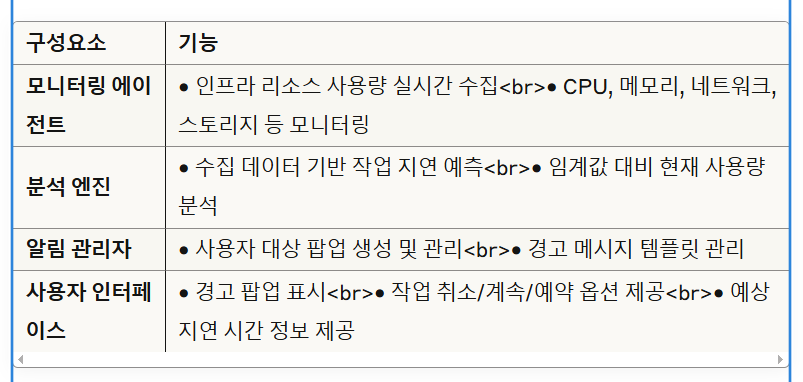 구성요소 기능
모니터링 에이 • 인프라 리소스 사용량 실시간 수집<br>• CPU, 메모리, 네트워크,
전트 스토리지 등 모니터링
분석 엔진 • 수집 데이터 기반 작업 지연 예측<br>• 임계값 대비 현재 사용량
분석
알림 관리자 • 사용자 대상 팝업 생성 및 관리<br>• 경고 메시지 템플릿 관리
사용자 인터페 • 경고 팝업 표시<br>• 작업 취소/계속/예약 옵션 제공<br>• 예상
이스 지연 시간 정보 제공